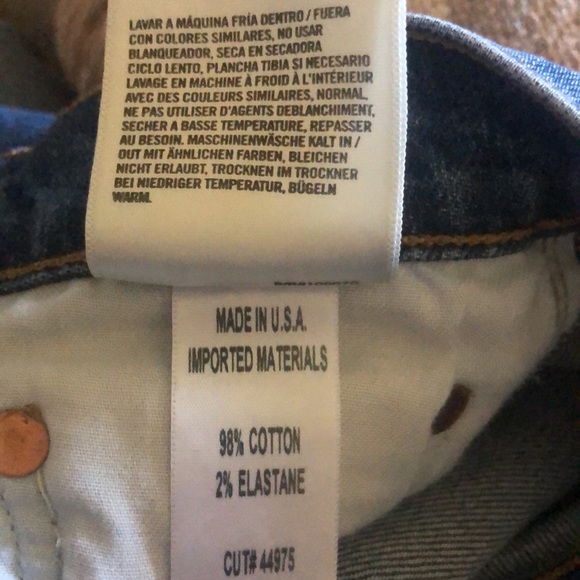 LAVAR A MÁQUINA FRÍA DENTRO / FUERA
CON COLORES SIMILARES, NO USAR
BLANQUEADOR, SECA EN SECADORA
CICLO LENTO, PLANCHA TIBIA SI NECESARIO
LAVAGE EN MACHINE À FROID À L'INTÉRIEUR
AVEC DES COULEURS SIMILAIRES, NORMAL,
NE PAS UTILISER D'AGENTS DEBLANCHIMENT,
SECHER A BASSE TEMPERATURE, REPASSER
AU BESOIN. MASCHINENWÄSCHE KALT IN /
OUT MIT ÄHNLICHEN FARBEN, BLEICHEN
NICHT ERLAUBT, TROCKNEN IM TROCKNER
BEI NIEDRIGER TEMPERATUR, BÜGELN
WARM.
MADE IN U.S.A.
IMPORTED MATERIALS
98% COTTON
2% ELASTANE
CUT# 44975